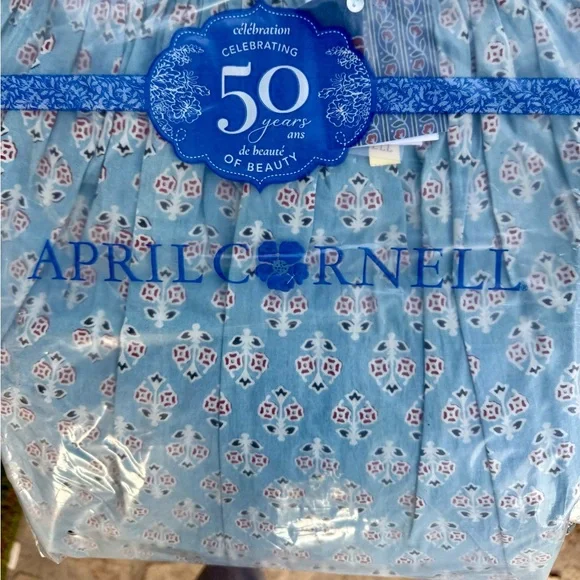 célébration
CELEBRATING
50
years
ans
de beauté
OF BEAUTY
APRIL CORNELL